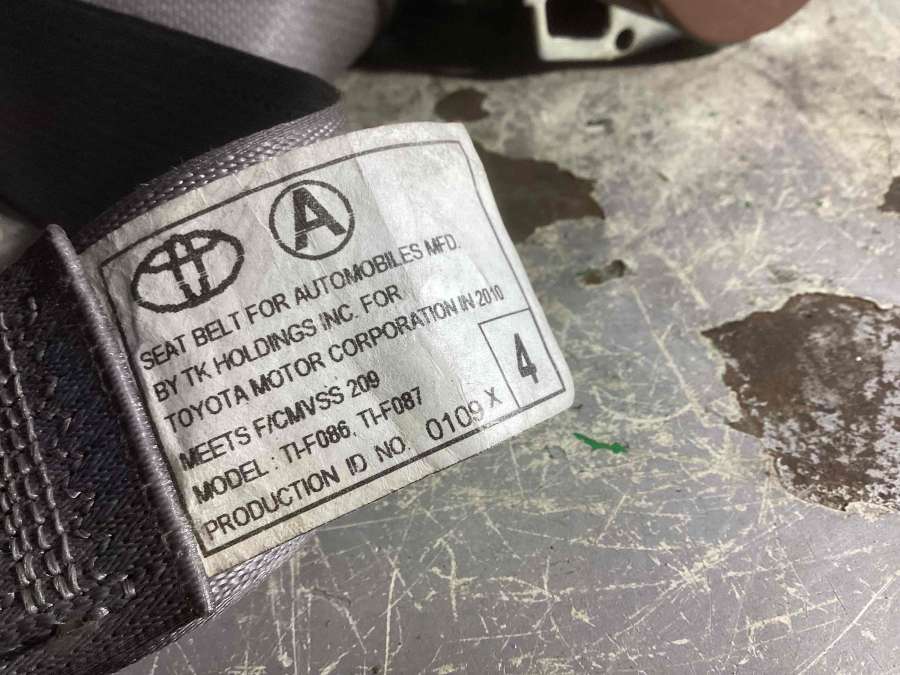 A
SEAT BELT FOR AUTOMOBILES MFD.
BY TK HOLDINGS INC. FOR
TOYOTA MOTOR CORPORATION IN 2010
MEETS F/CMVSS 209
MODEL : TI-F086, TI-F087
PRODUCTION ID NO. 0109 X
4